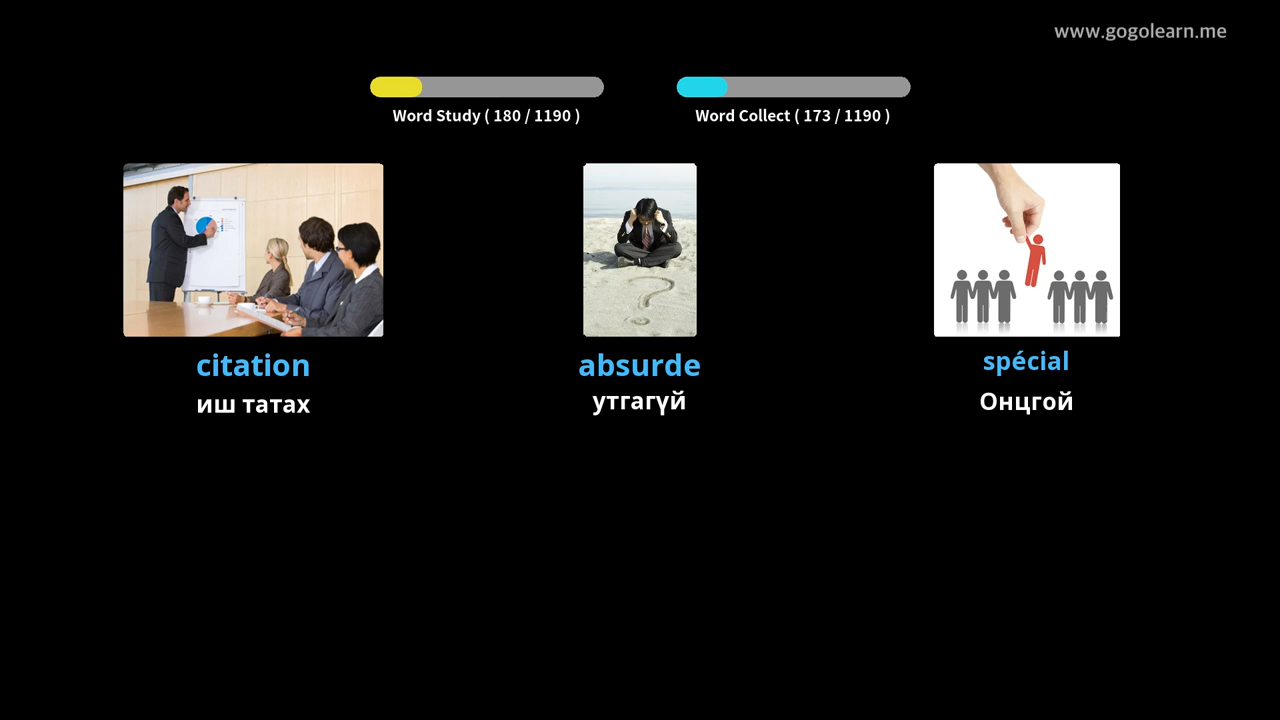 www.gogolearn.me
Word Study ( 180 / 1190 )
Word Collect ( 173 / 1190 )
citation
иш татах
absurde
утгагүй
spécial
Онцгой